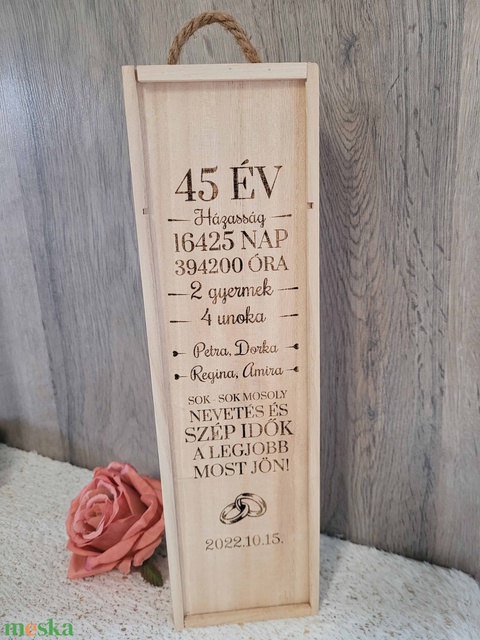 45 ÉV
Házasság
16425 NAP
394200 ÓRA
2 gyermek
4 unoka
Petra, Dorka
Regina, Amira
SOK - SOK MOSOLY
NEVETÉS ÉS
SZÉP IDŐK
A LEGJOBB
MOST JÖN!
2022.10.15.
meska